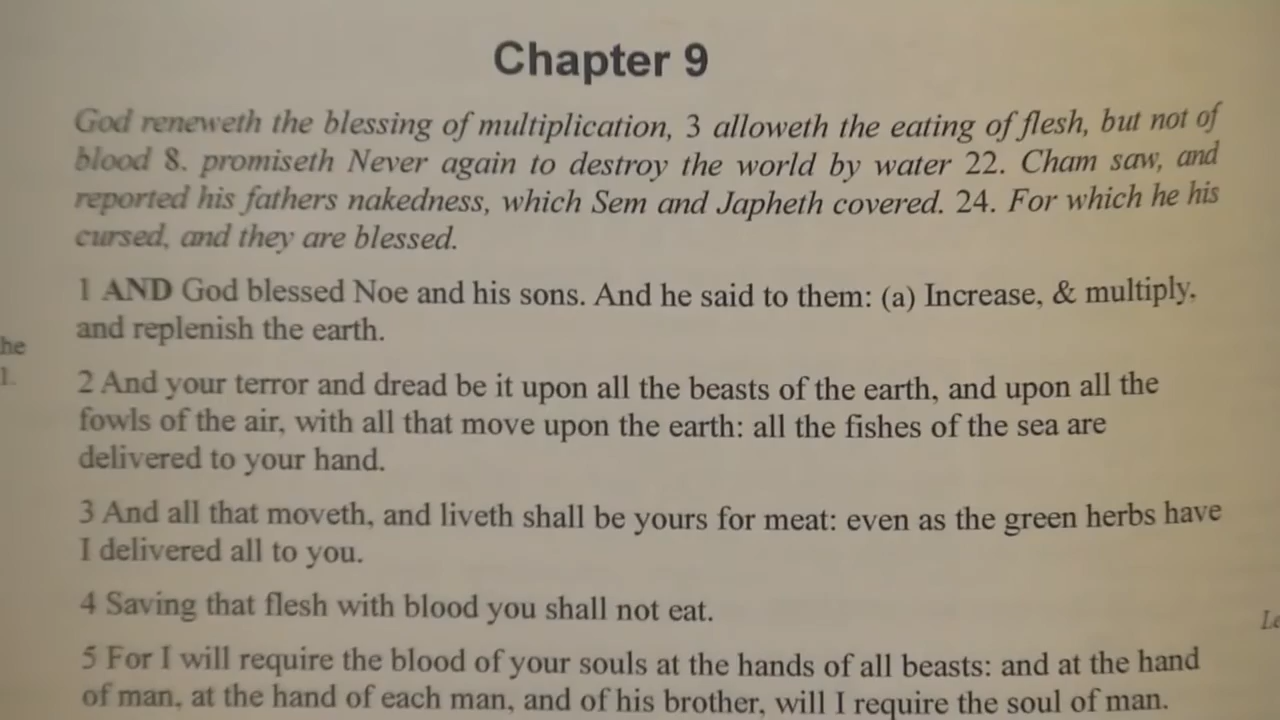 Chapter 9
God reneweth the blessing of multiplication, 3 alloweth the eating of flesh, but not of
blood 8. promiseth Never again to destroy the world by water 22. Cham saw, and
reported his fathers nakedness, which Sem and Japheth covered. 24. For which he his
cursed, and they are blessed.
1 AND God blessed Noe and his sons. And he said to them: (a) Increase, & multiply,
and replenish the earth.
he
1.
2 And your terror and dread be it upon all the beasts of the earth, and upon all the
fowls of the air, with all that move upon the earth: all the fishes of the sea are
delivered to your hand.
3 And all that moveth, and liveth shall be yours for meat: even as the green herbs have
I delivered all to you.
4 Saving that flesh with blood you shall not eat.
Le
5 For I will require the blood of your souls at the hands of all beasts: and at the hand
of man, at the hand of each man, and of his brother, will I require the soul of man.